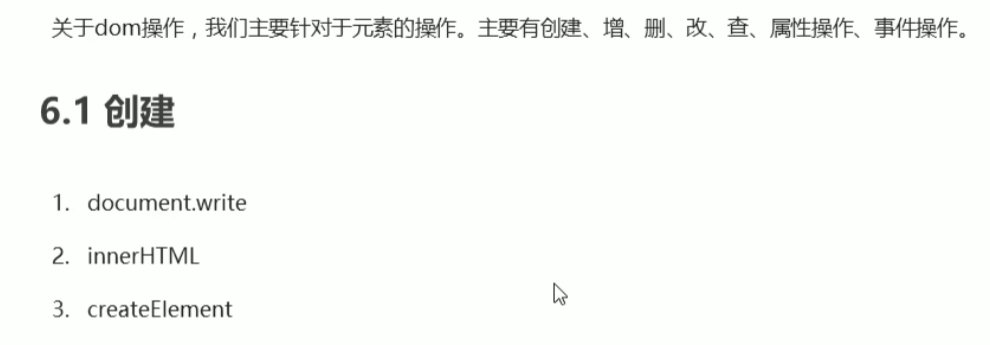 关于dom操作，我们主要针对于元素的操作。主要有创建、增、删、改、查、属性操作、事件操作。
6.1 创建
1. document.write
2. innerHTML
3. createElement